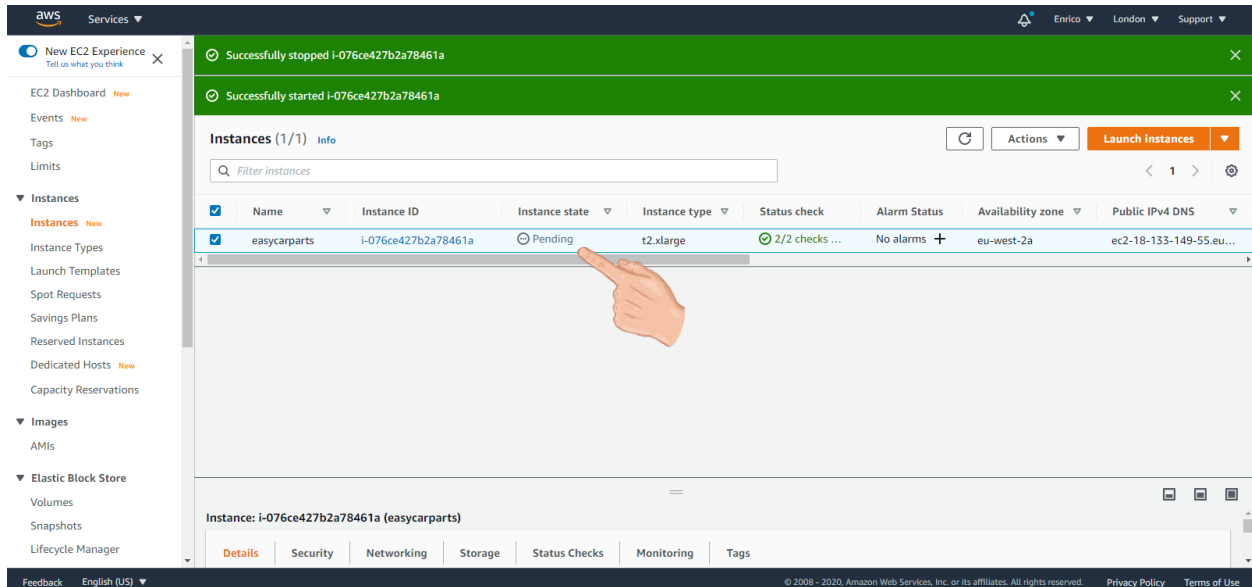 aws Services Enrico London Support
New EC2 Experience
Tell us what you think
EC2 Dashboard New
Events New
Tags
Limits
Instances
Instances New
Instance Types
Launch Templates
Spot Requests
Savings Plans
Reserved Instances
Dedicated Hosts New
Capacity Reservations
Images
AMIs
Elastic Block Store
Volumes
Snapshots
Lifecycle Manager
Successfully stopped i-076ce427b2a78461a
Successfully started i-076ce427b2a78461a
Instances (1/1) Info Actions Launch instances
Filter instances 1
Name Instance ID Instance state Instance type Status check Alarm Status Availability zone Public IPv4 DNS
easycarparts i-076ce427b2a78461a Pending t2.xlarge 2/2 checks ... No alarms + eu-west-2a ec2-18-133-149-55.eu...
Instance: i-076ce427b2a78461a (easycarparts)
Details Security Networking Storage Status Checks Monitoring Tags
Feedback English (US) © 2008 - 2020, Amazon Web Services, Inc. or its affiliates. All rights reserved. Privacy Policy Terms of Use